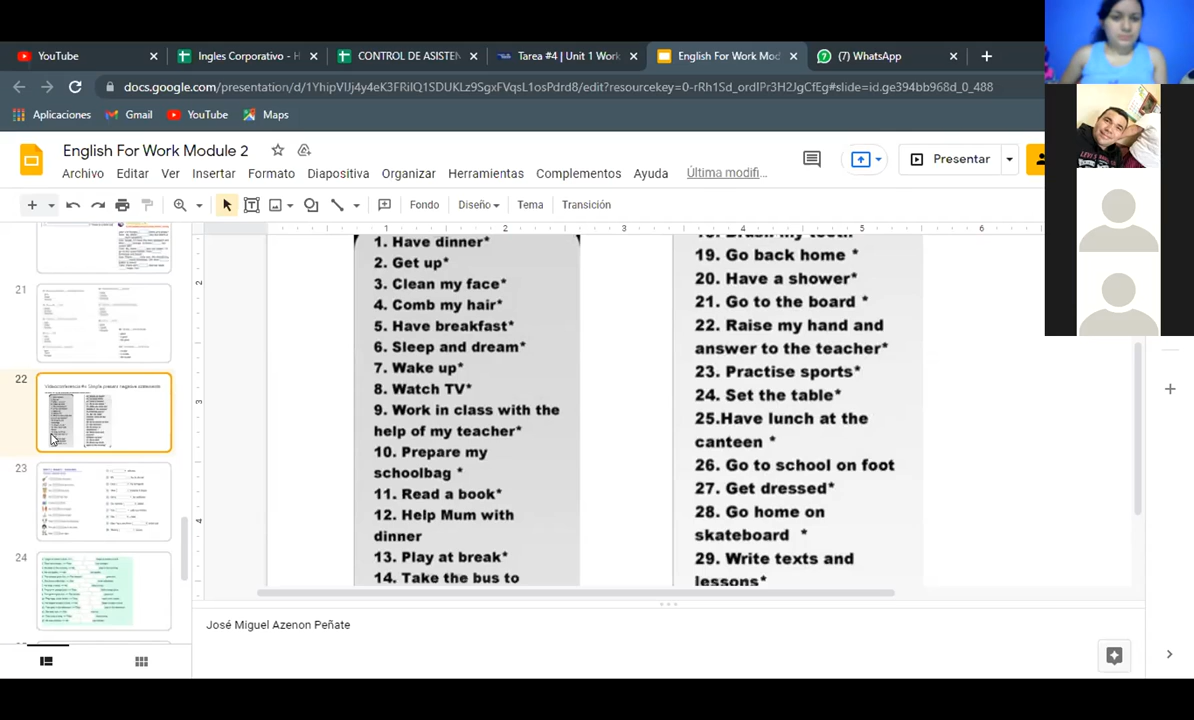 YouTube
Ingles Corporativo - H
CONTROL DE ASISTEN
Tarea #4 | Unit 1 Work
English For Work Mod
(7) WhatsApp
docs.google.com/presentation/d/1YhipVIJj4y4eK3FRilQ1SDUKLz9SgxFVqsL1osPdrd8/edit?resourcekey=0-rRh1Sd_ordIPr3H2JgCfEg#slide=id.ge394bb968d_0_488
Aplicaciones
Gmail
YouTube
Maps
English For Work Module 2
Archivo
Editar
Ver
Insertar
Formato
Diapositiva
Organizar
Herramientas
Complementos
Ayuda
Última modifi...
Presentar
Fondo
Diseño
Tema
Transición
21
22
Videoconference #4: Simple present negative statements
23
24
1. Have dinner*
2. Get up*
3. Clean my face*
4. Comb my hair*
5. Have breakfast*
6. Sleep and dream*
7. Wake up*
8. Watch TV*
9. Work in class with the
help of my teacher*
10. Prepare my
schoolbag *
11. Read a book*
12. Help Mum with
dinner
13. Play at break*
14. Take the bus to
19. Go back home *
20. Have a shower*
21. Go to the board *
22. Raise my hand and
answer to the teacher*
23. Practise sports*
24. Set the table*
25.Have lunch at the
canteen *
26. Go to school on foot
27. Get dressed*
28. Go home on
skateboard *
29. Write texts and
lessons*
José Miguel Azenon Peñate